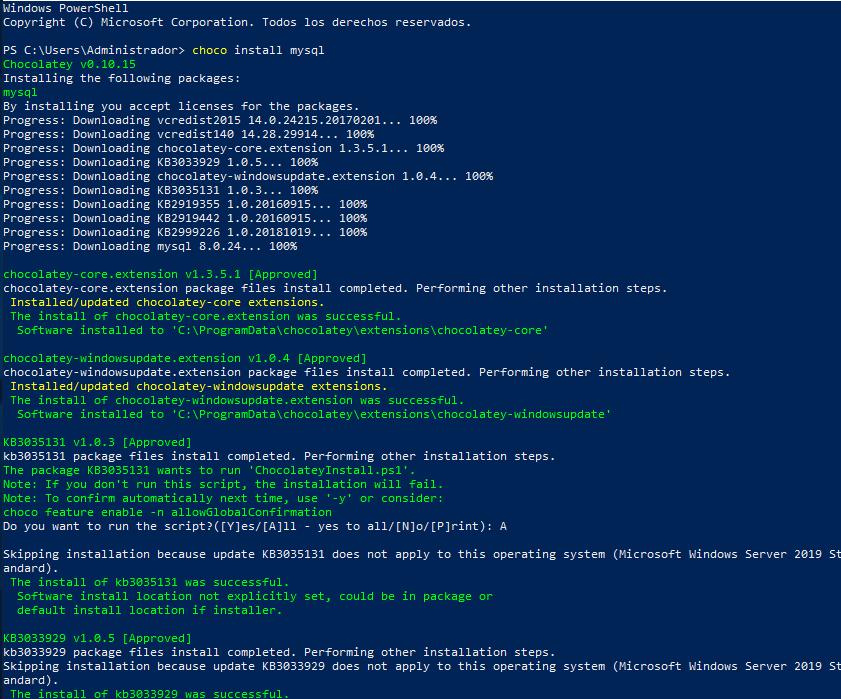 Windows PowerShell
Copyright (C) Microsoft Corporation. Todos los derechos reservados.
PS C:\Users\Administrador> choco install mysql
Chocolatey v0.10.15
Installing the following packages:
mysql
By installing you accept licenses for the packages.
Progress: Downloading vcredist2015 14.0.24215.20170201... 100%
Progress: Downloading vcredist140 14.28.29914... 100%
Progress: Downloading chocolatey-core.extension 1.3.5.1... 100%
Progress: Downloading KB3033929 1.0.5... 100%
Progress: Downloading chocolatey-windowsupdate.extension 1.0.4... 100%
Progress: Downloading KB3035131 1.0.3... 100%
Progress: Downloading KB2919355 1.0.20160915... 100%
Progress: Downloading KB2919442 1.0.20160915... 100%
Progress: Downloading KB2999226 1.0.20181019... 100%
Progress: Downloading mysql 8.0.24... 100%
chocolatey-core.extension v1.3.5.1 [Approved]
chocolatey-core.extension package files install completed. Performing other installation steps.
Installed/updated chocolatey-core extensions.
The install of chocolatey-core.extension was successful.
Software installed to 'C:\ProgramData\chocolatey\extensions\chocolatey-core'
chocolatey-windowsupdate.extension v1.0.4 [Approved]
chocolatey-windowsupdate.extension package files install completed. Performing other installation steps.
Installed/updated chocolatey-windowsupdate extensions.
The install of chocolatey-windowsupdate.extension was successful.
Software installed to 'C:\ProgramData\chocolatey\extensions\chocolatey-windowsupdate'
KB3035131 v1.0.3 [Approved]
kb3035131 package files install completed. Performing other installation steps.
The package KB3035131 wants to run 'ChocolateyInstall.ps1'.
Note: If you don't run this script, the installation will fail.
Note: To confirm automatically next time, use '-y' or consider:
choco feature enable -n allowGlobalConfirmation
Do you want to run the script?([Y]es/[A]ll - yes to all/[N]o/[P]rint): A
Skipping installation because update KB3035131 does not apply to this operating system (Microsoft Windows Server 2019 St
andard).
The install of kb3035131 was successful.
Software install location not explicitly set, could be in package or
default install location if installer.
KB3033929 v1.0.5 [Approved]
kb3033929 package files install completed. Performing other installation steps.
Skipping installation because update KB3033929 does not apply to this operating system (Microsoft Windows Server 2019 St
andard).
The install of kb3033929 was successful.